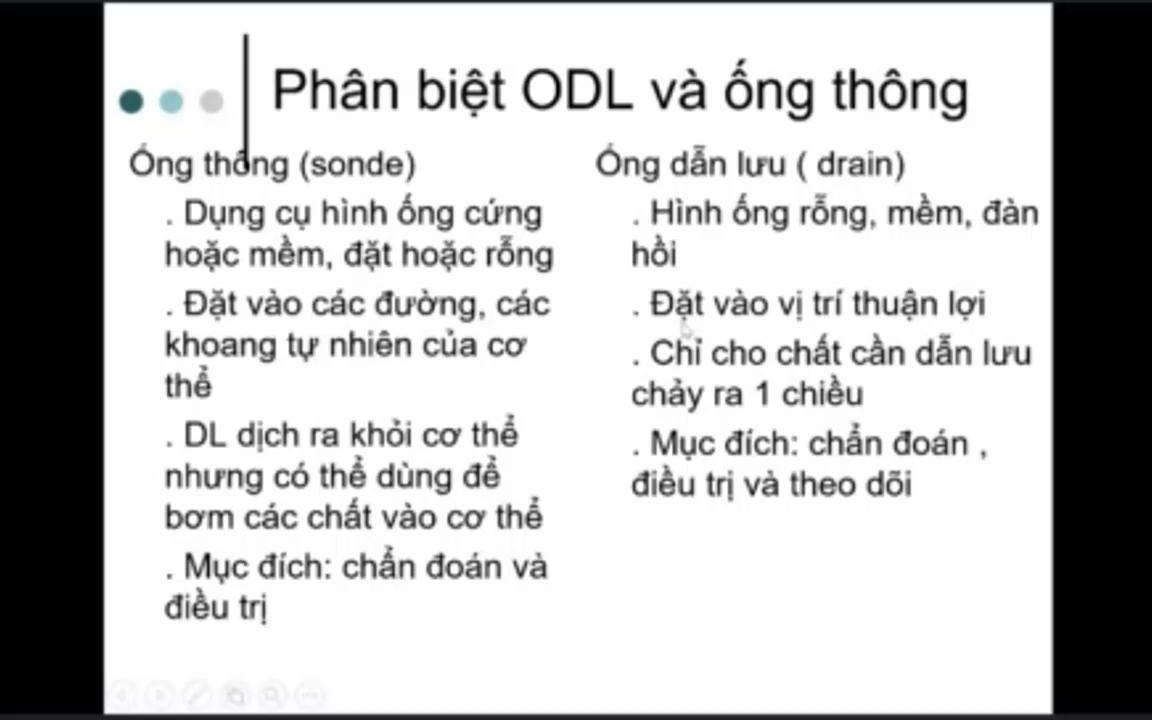 Phân biệt ODL và ống thông
Ống thông (sonde)
. Dụng cụ hình ống cứng
hoặc mềm, đặt hoặc rỗng
. Đặt vào các đường, các
khoang tự nhiên của cơ
thể
. DL dịch ra khỏi cơ thể
nhưng có thể dùng để
bơm các chất vào cơ thể
. Mục đích: chẩn đoán và
điều trị
Ống dẫn lưu ( drain)
. Hình ống rỗng, mềm, đàn
hồi
. Đặt vào vị trí thuận lợi
. Chỉ cho chất cần dẫn lưu
chảy ra 1 chiều
. Mục đích: chẩn đoán ,
điều trị và theo dõi